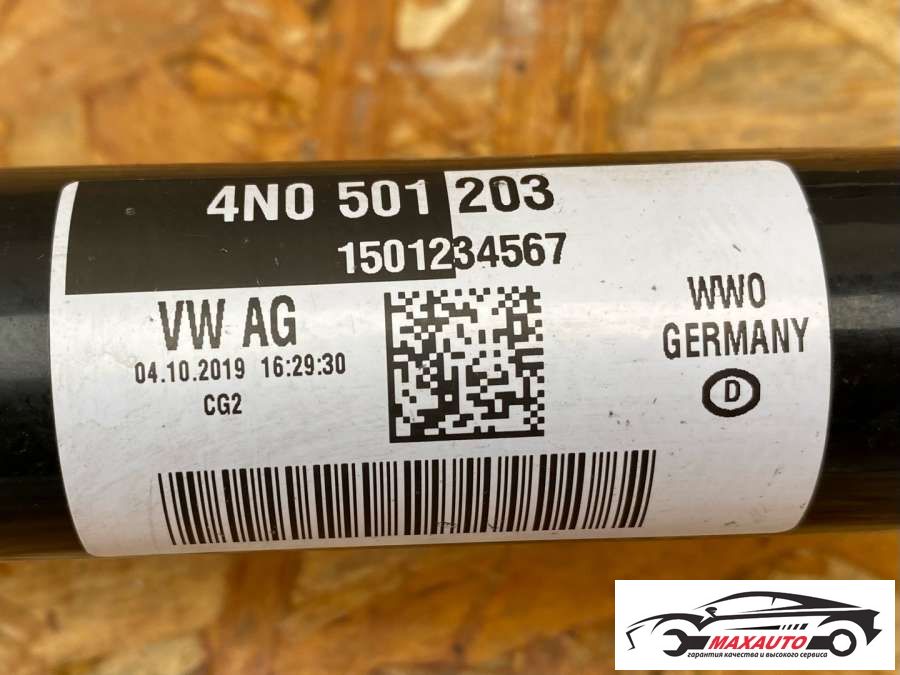 4N0 501 203
1501234567
VW AG
04.10.2019 16:29:30
CG2
WWO
GERMANY
D
MAXAUTO
гарантия качества и высокого сервиса